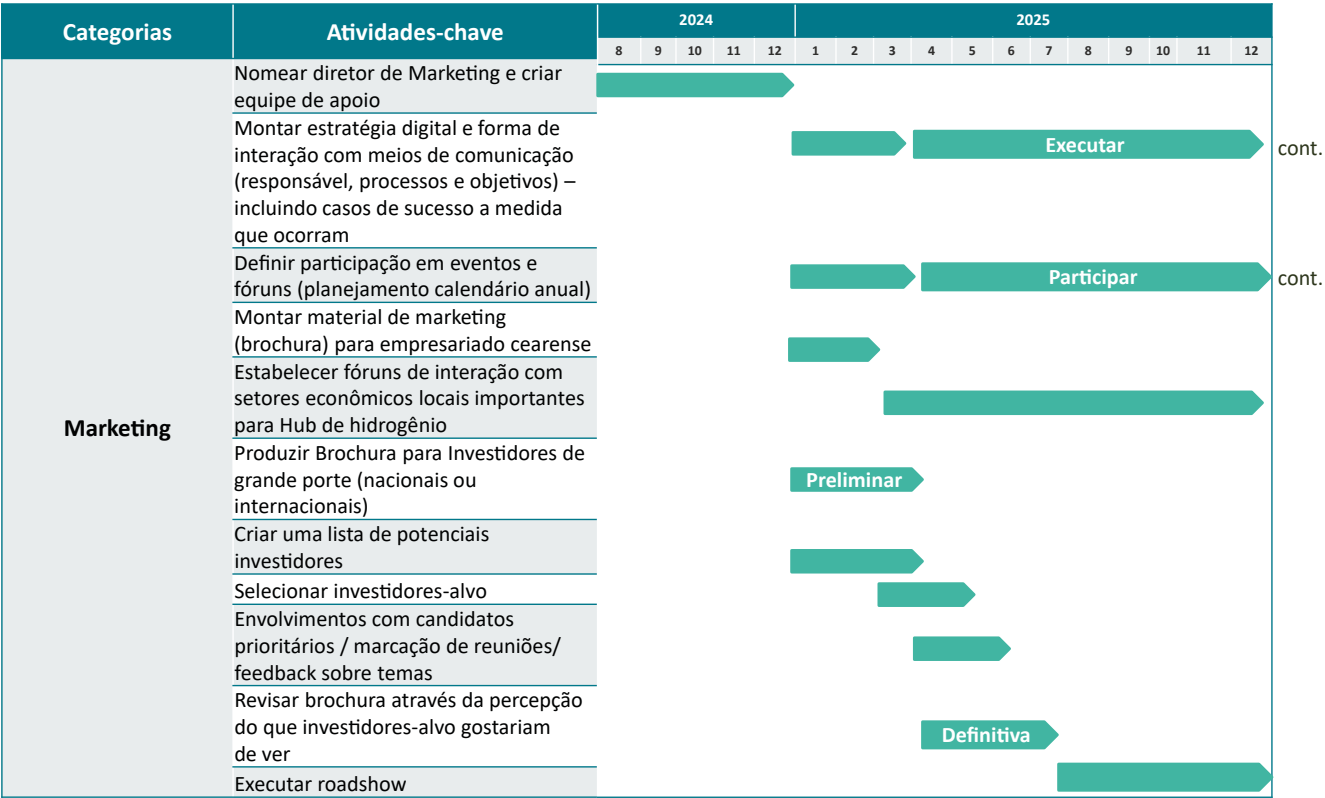 Categorias
Atividades-chave
2024
2025
8 9 10 11 12 1 2 3 4 5 6 7 8 9 10 11 12
Marketing
Nomear diretor de Marketing e criar
equipe de apoio
Montar estratégia digital e forma de
interação com meios de comunicação
(responsável, processos e objetivos) –
incluindo casos de sucesso a medida
que ocorram
Executar
cont.
Definir participação em eventos e
fóruns (planejamento calendário anual)
Participar
cont.
Montar material de marketing
(brochura) para empresariado cearense
Estabelecer fóruns de interação com
setores econômicos locais importantes
para Hub de hidrogênio
Produzir Brochura para Investidores de
grande porte (nacionais ou
internacionais)
Preliminar
Criar uma lista de potenciais
investidores
Selecionar investidores-alvo
Envolvimentos com candidatos
prioritários / marcação de reuniões/
feedback sobre temas
Revisar brochura através da percepção
do que investidores-alvo gostariam
de ver
Definitiva
Executar roadshow